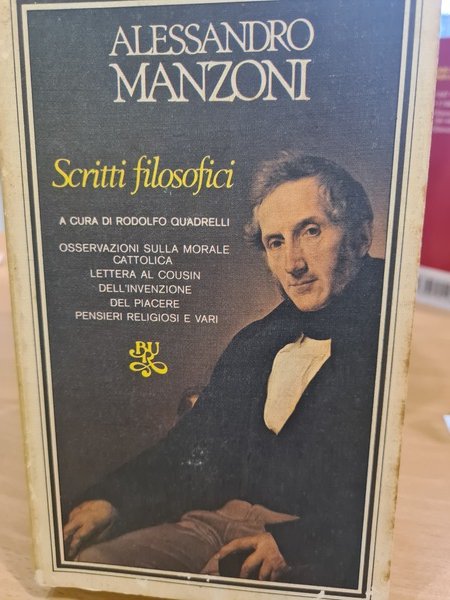 ALESSANDRO
MANZONI
Scritti filosofici
A CURA DI RODOLFO QUADRELLI
OSSERVAZIONI SULLA MORALE
CATTOLICA
LETTERA AL COUSIN
DELL'INVENZIONE
DEL PIACERE
PENSIERI RELIGIOSI E VARI
BUR